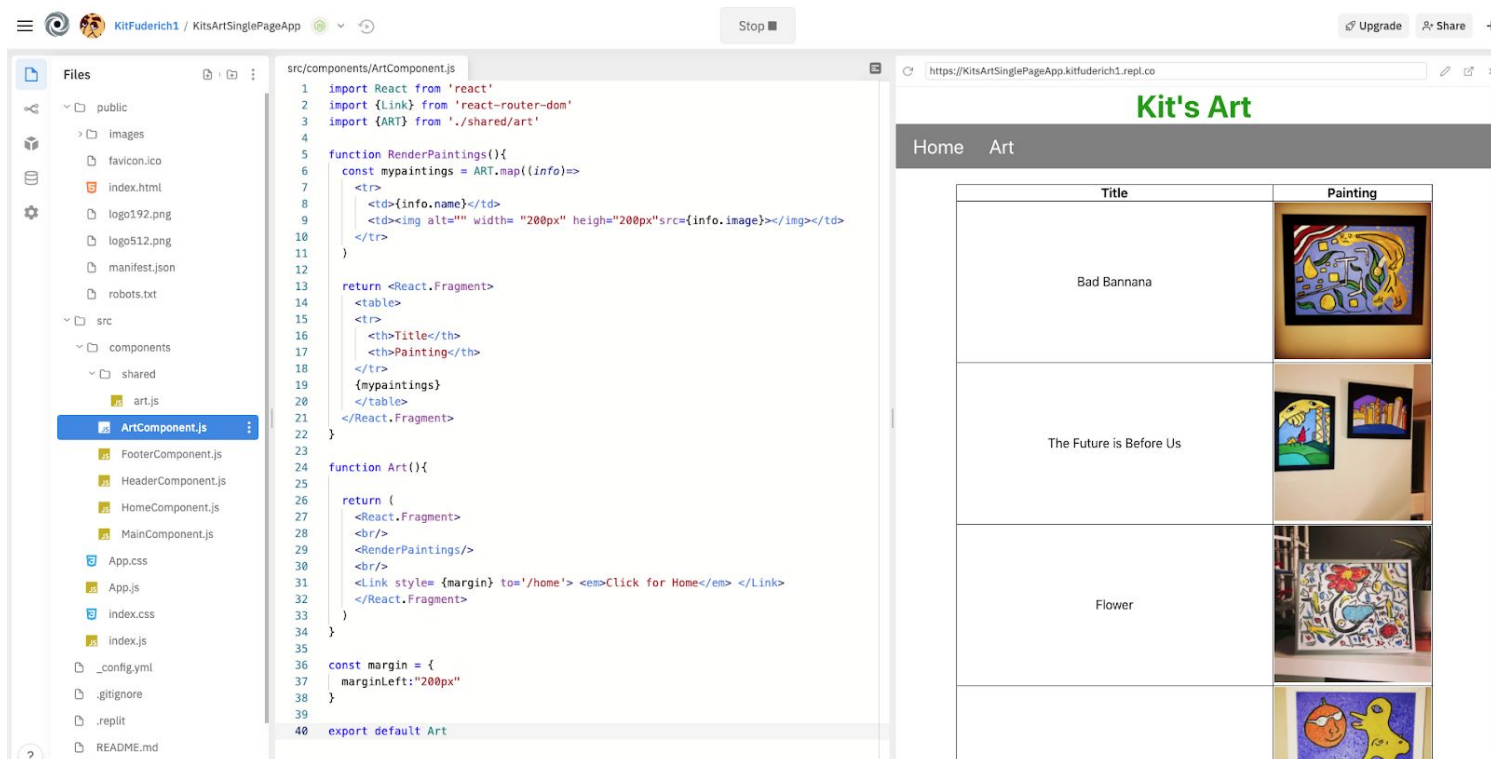 KitFuderich1 / KitsArtSinglePageApp
Stop
Upgrade
Share
Files
public
images
favicon.ico
index.html
logo192.png
logo512.png
manifest.json
robots.txt
src
components
shared
art.js
ArtComponent.js
FooterComponent.js
HeaderComponent.js
HomeComponent.js
MainComponent.js
App.css
App.js
index.css
index.js
_config.yml
.gitignore
.replit
README.md
?
src/components/ArtComponent.js
1 import React from 'react'
2 import {Link} from 'react-router-dom'
3 import {ART} from './shared/art'
4
5 function RenderPaintings(){
6 const mypaintings = ART.map((info)=>
7 <tr>
8 <td>{info.name}</td>
9 <td><img alt="" width= "200px" heigh="200px"src={info.image}></img></td>
10 </tr>
11 )
12
13 return <React.Fragment>
14 <table>
15 <tr>
16 <th>Title</th>
17 <th>Painting</th>
18 </tr>
19 {mypaintings}
20 </table>
21 </React.Fragment>
22 }
23
24 function Art(){
25
26 return (
27 <React.Fragment>
28 <br/>
29 <RenderPaintings/>
30 <br/>
31 <Link style= {margin} to='/home'> <em>Click for Home</em> </Link>
32 </React.Fragment>
33 )
34 }
35
36 const margin = {
37 marginLeft:"200px"
38 }
39
40 export default Art
https://KitsArtSinglePageApp.kitfuderich1.repl.co
Kit's Art
Home Art
Title Painting
Bad Bannana
The Future is Before Us
Flower